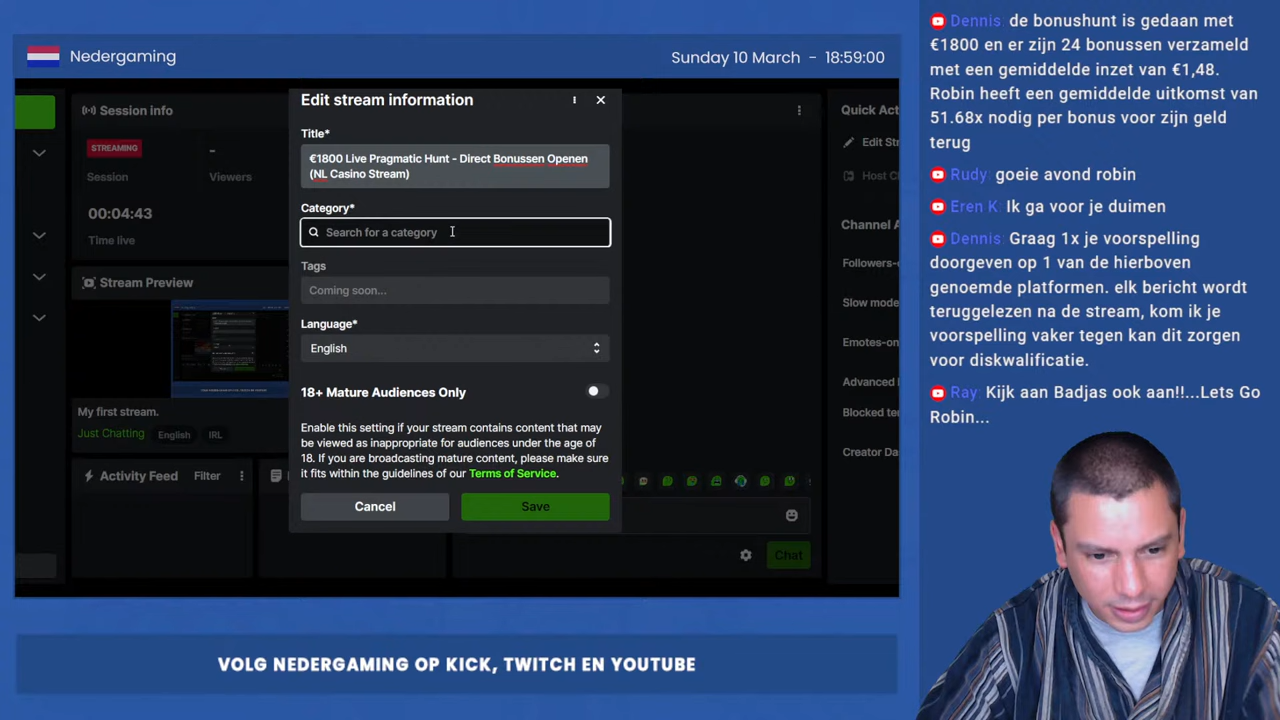 Nedergaming
Sunday 10 March - 18:59:00
Session info
STREAMING
-
Session
Viewers
00:04:43
Time live
Stream Preview
My first stream.
Just Chatting
English
IRL
Activity Feed
Filter
Edit stream information
Title*
€1800 Live Pragmatic Hunt - Direct Bonussen Openen
(NL Casino Stream)
Category*
Search for a category
Tags
Coming soon...
Language*
English
18+ Mature Audiences Only
Enable this setting if your stream contains content that may
be viewed as inappropriate for audiences under the age of
18. If you are broadcasting mature content, please make sure
it fits within the guidelines of our Terms of Service.
Cancel
Save
Chat
Quick Ac
Edit Str
Host C
Channel A
Followers-o
Slow mode
Emotes-on
Advanced
Blocked ter
Creator Das
VOLG NEDERGAMING OP KICK, TWITCH EN YOUTUBE
Dennis: de bonushunt is gedaan met
€1800 en er zijn 24 bonussen verzameld
met een gemiddelde inzet van €1,48.
Robin heeft een gemiddelde uitkomst van
51.68x nodig per bonus voor zijn geld
terug
Rudy: goeie avond robin
Eren K: Ik ga voor je duimen
Dennis: Graag 1x je voorspelling
doorgeven op 1 van de hierboven
genoemde platformen. elk bericht wordt
teruggelezen na de stream, kom ik je
voorspelling vaker tegen kan dit zorgen
voor diskwalificatie.
Ray: Kijk aan Badjas ook aan!!...Lets Go
Robin...